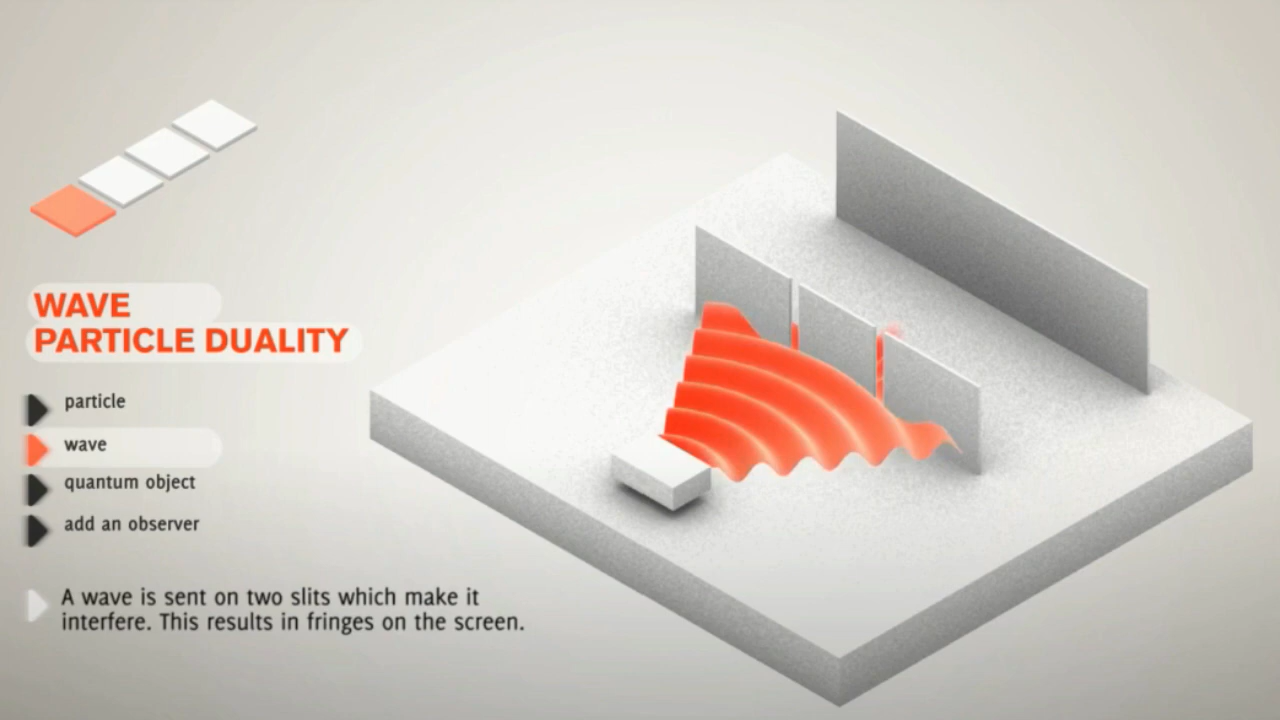 WAVE
PARTICLE DUALITY
particle
wave
quantum object
add an observer
A wave is sent on two slits which make it
interfere. This results in fringes on the screen.